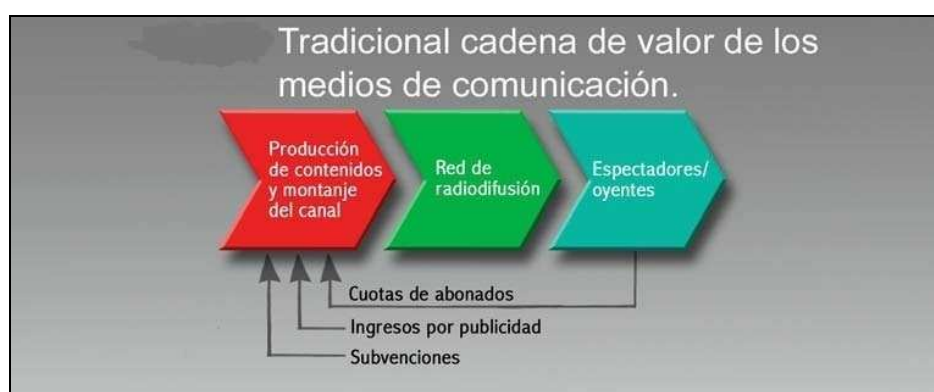 Tradicional cadena de valor de los
medios de comunicación.
Producción
de contenidos
y montanje
del canal
Red de
radiodifusión
Espectadores/
oyentes
Cuotas de abonados
Ingresos por publicidad
Subvenciones